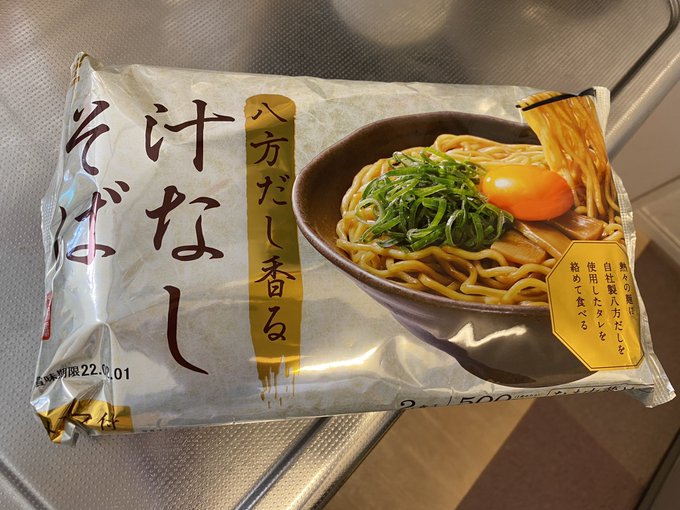 八方だし香る
汁なし
そば
熱々の麺に
自社製八方だしを
使用したタレを
絡めて食べる
賞味期限22.02.01